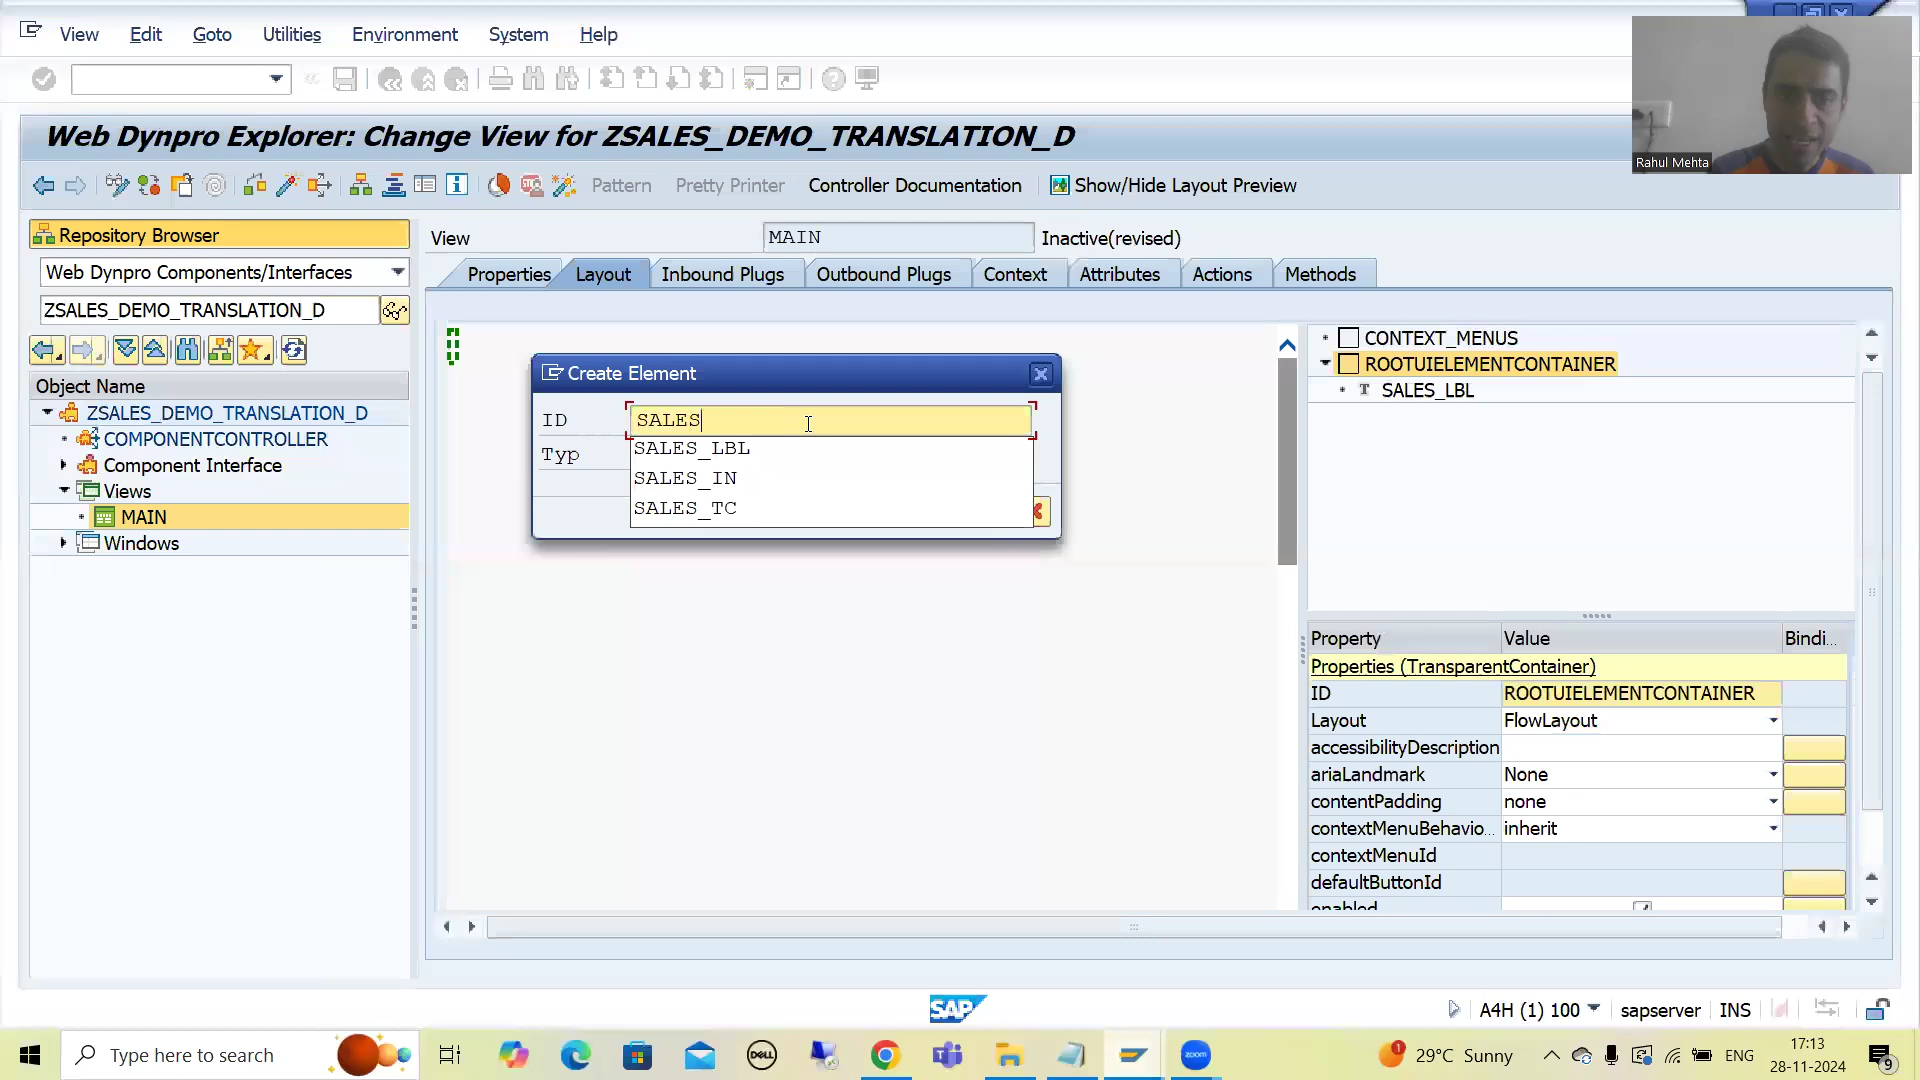 View Edit Goto Utilities Environment System Help
Rahul Mehta
Web Dynpro Explorer: Change View for ZSALES_DEMO_TRANSLATION_D
Pattern Pretty Printer Controller Documentation Show/Hide Layout Preview
Repository Browser
Web Dynpro Components/Interfaces
ZSALES_DEMO_TRANSLATION_D
Object Name
ZSALES_DEMO_TRANSLATION_D
COMPONENTCONTROLLER
Component Interface
Views
MAIN
Windows
View MAIN Inactive(revised)
Properties Layout Inbound Plugs Outbound Plugs Context Attributes Actions Methods
Create Element
ID SALES
Typ
SALES_LBL
SALES_IN
SALES_TC
CONTEXT_MENUS
ROOTUIELEMENTCONTAINER
SALES_LBL
Property Value Bindi...
Properties (TransparentContainer)
ID ROOTUIELEMENTCONTAINER
Layout FlowLayout
accessibilityDescription
ariaLandmark None
contentPadding none
contextMenuBehavio... inherit
contextMenuId
defaultButtonId
enabled
SAP
A4H (1) 100 sapserver INS
Type here to search
DELL
zoom
29°C Sunny
ENG
17:13
28-11-2024
9